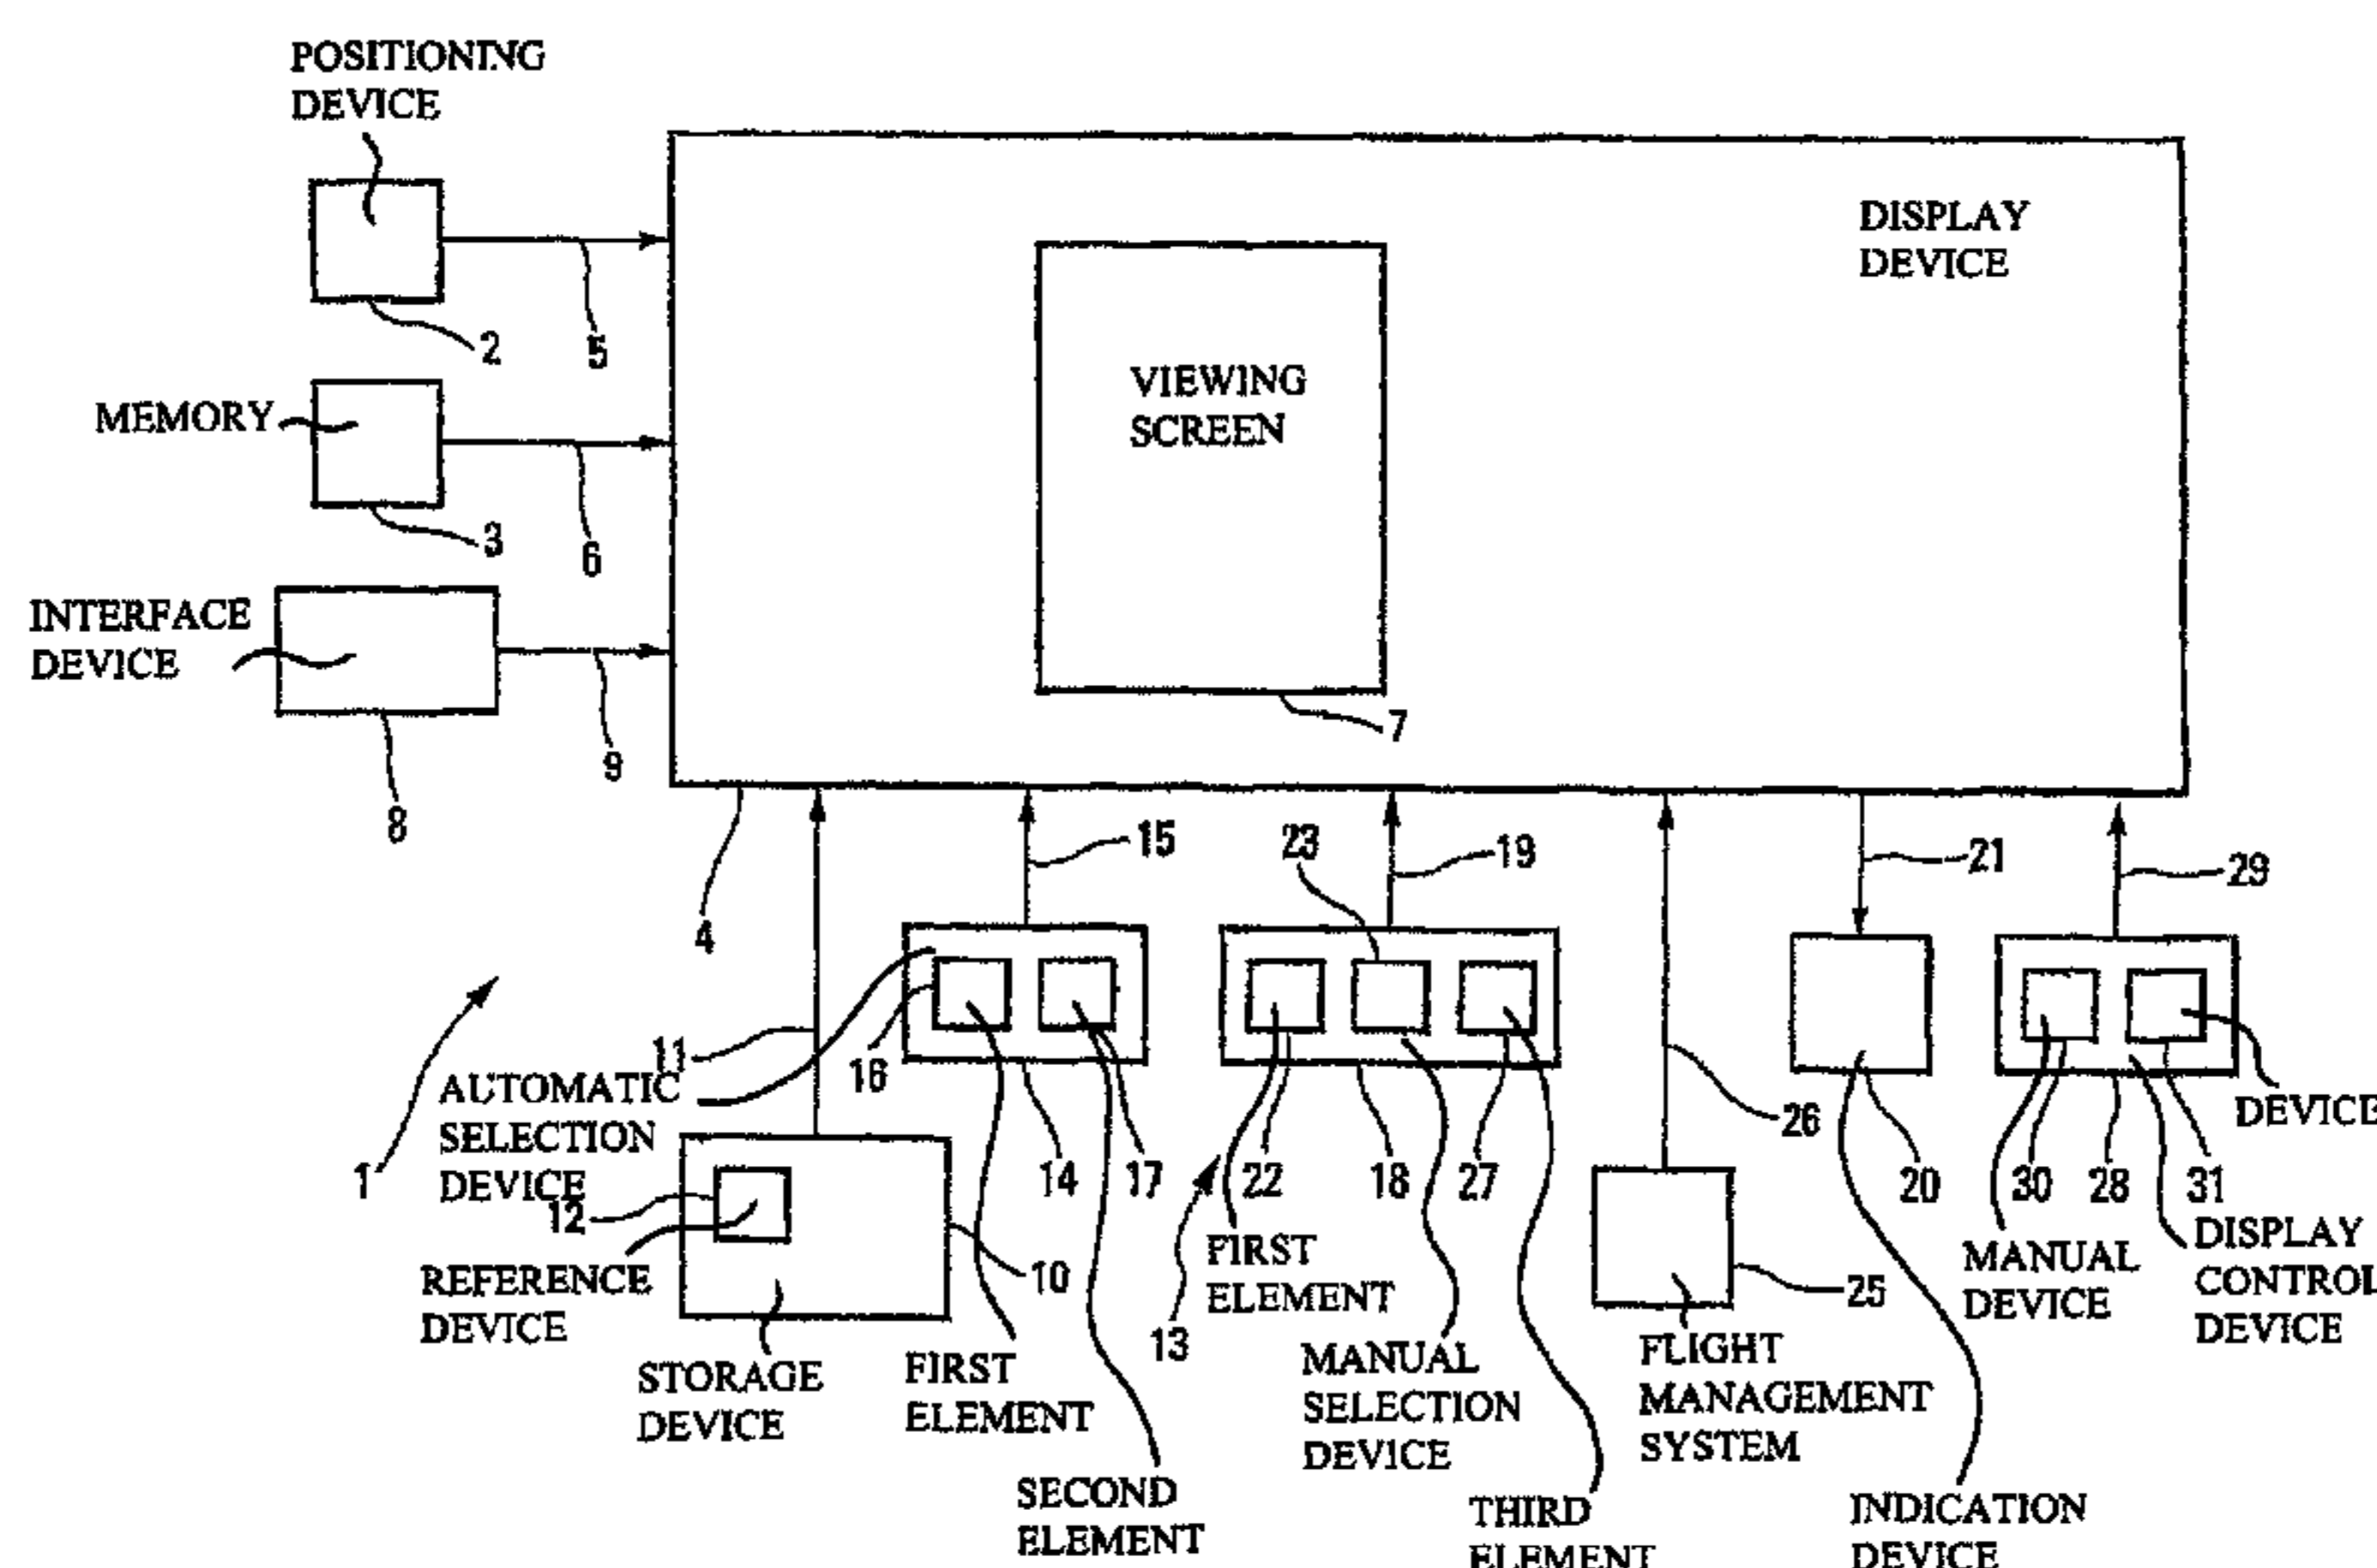 POSITIONING
DEVICE
DISPLAY
DEVICE
2
5
VIEWING
SCREEN
MEMORY
3
6
INTERFACE
DEVICE
7
9
8
15
23
19
21
29
4
11
16
AUTOMATIC
SELECTION
DEVICE
1
12
14
17
22
18
27
26
20
30
28
31
DEVICE
REFERENCE
DEVICE
10
13
FIRST
ELEMENT
25
MANUAL
DEVICE
DISPLAY
CONTROL
DEVICE
STORAGE
DEVICE
FIRST
ELEMENT
MANUAL
SELECTION
DEVICE
FLIGHT
MANAGEMENT
SYSTEM
SECOND
ELEMENT
THIRD
ELEMENT
INDICATION
DEVICE